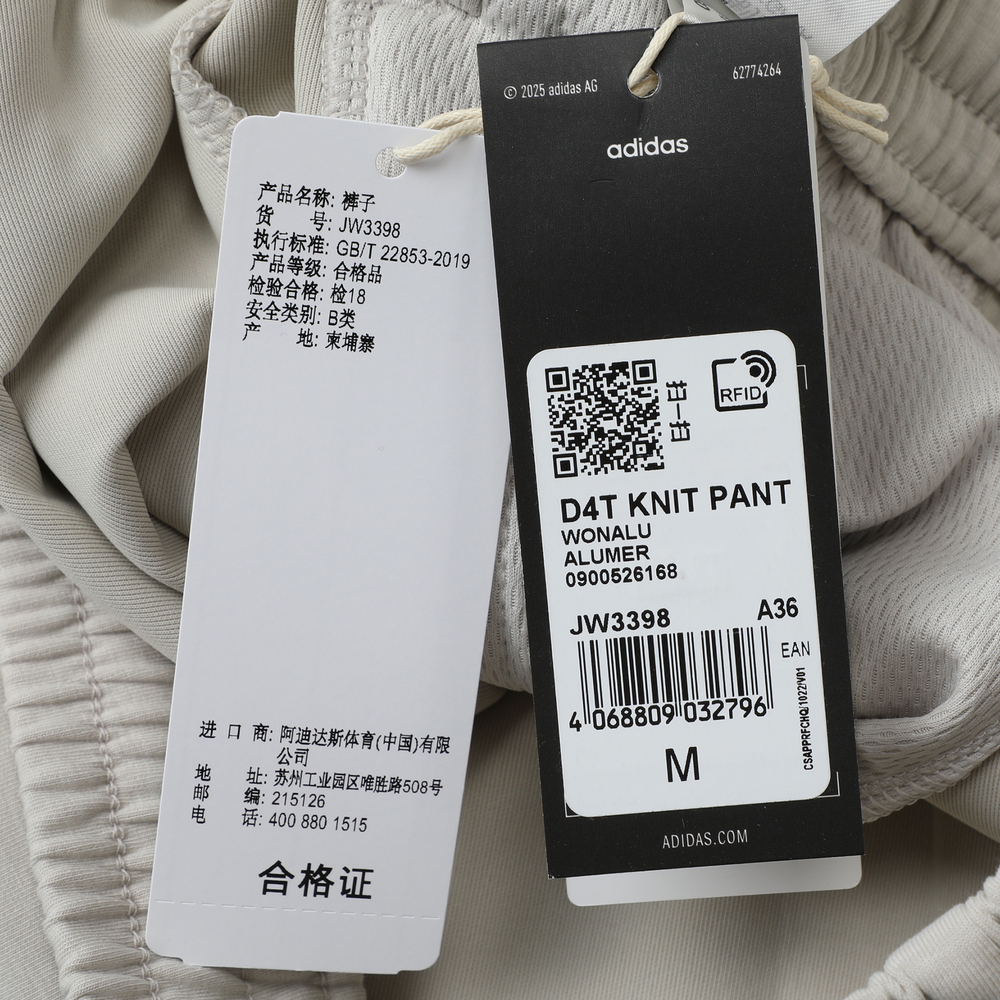 产品名称: 裤子
货 号: JW3398
执行标准: GB/T 22853-2019
产品等级: 合格品
检验合格: 检18
安全类别: B类
产 地: 柬埔寨
进 口 商: 阿迪达斯体育(中国)有限
公司
地 址: 苏州工业园区唯胜路508号
邮 编: 215126
电 话: 400 880 1515
合格证
© 2025 adidas AG
62774264
adidas
扫一扫
RFID
D4T KNIT PANT
WONALU
ALUMER
0900526168
JW3398 A36
EAN
4 068809 032796
CSAPPRFCHQ/1022/V01
M
ADIDAS.COM